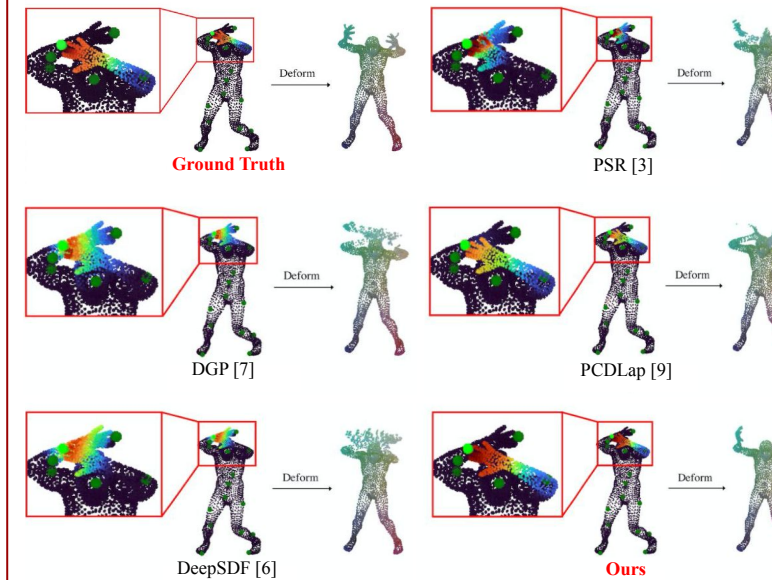 Deform
Deform
Ground Truth
PSR [3]
Deform
Deform
DGP [7]
PCDLap [9]
Deform
Deform
DeepSDF [6]
Ours